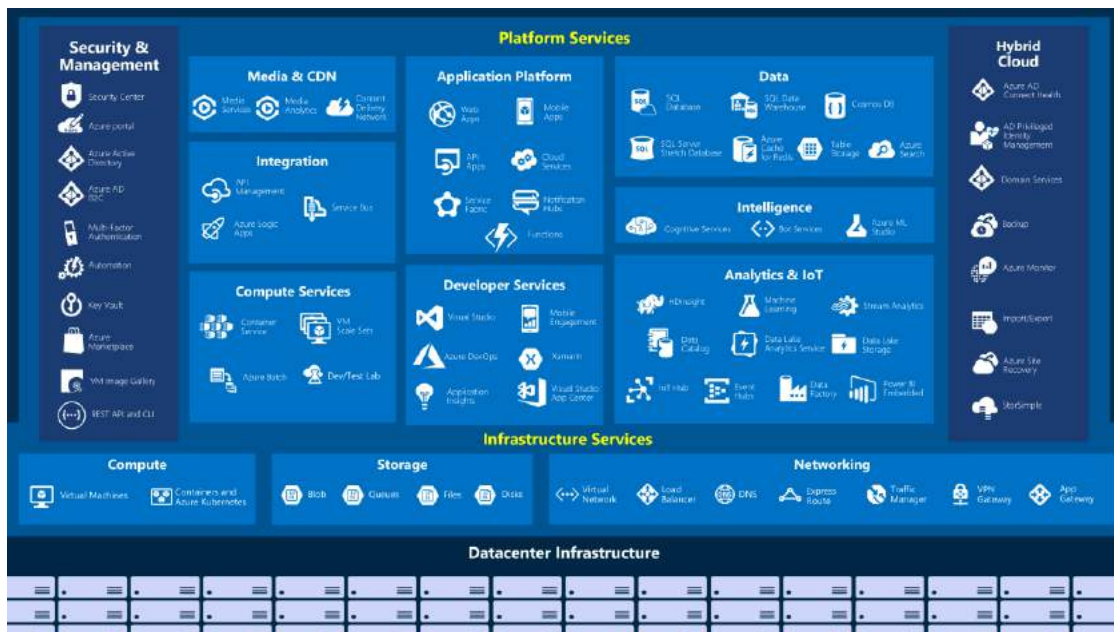 Platform Services
Security &
Management
Security Center
Azure portal
Azure Active
Directory
Azure AD
B2C
Multi-Factor
Authentication
Automation
Key Vault
Azure
Marketplace
VM Image Gallery
REST API and CLI
Media & CDN
Media
Services
Media
Analytics
Content
Delivery
Network
Integration
API
Management
Service Bus
Azure Logic
Apps
Compute Services
Container
Service
VM
Scale Sets
Azure Batch
Dev/Test Lab
Application Platform
Web
Apps
Mobile
Apps
API
Apps
Cloud
Services
Service
Fabric
Notification
Hubs
Functions
Developer Services
Visual Studio
Mobile
Engagement
Azure DevOps
Xamarin
Application
Insights
Visual Studio
App Center
Data
SQL
Database
SQL Data
Warehouse
Cosmos DB
SQL Server
Stretch Database
Azure
Cache
for Redis
Table
Storage
Azure
Search
Intelligence
Cognitive Services
Bot Services
Azure ML
Studio
Analytics & IoT
HDInsight
Machine
Learning
Stream Analytics
Data
Catalog
Data Lake
Analytics Service
Data Lake
Storage
IoT Hub
Event
Hubs
Data
Factory
Power BI
Embedded
Hybrid
Cloud
Azure AD
Connect Health
AD Privileged
Identity
Management
Domain Services
Backup
Azure Monitor
Import/Export
Azure Site
Recovery
StorSimple
Infrastructure Services
Compute
Virtual Machines
Containers and
Azure Kubernetes
Storage
Blob
Queue
Files
Disks
Networking
Virtual
Network
Load
Balancer
DNS
Express
Route
Traffic
Manager
VPN
Gateway
App
Gateway
Datacenter Infrastructure